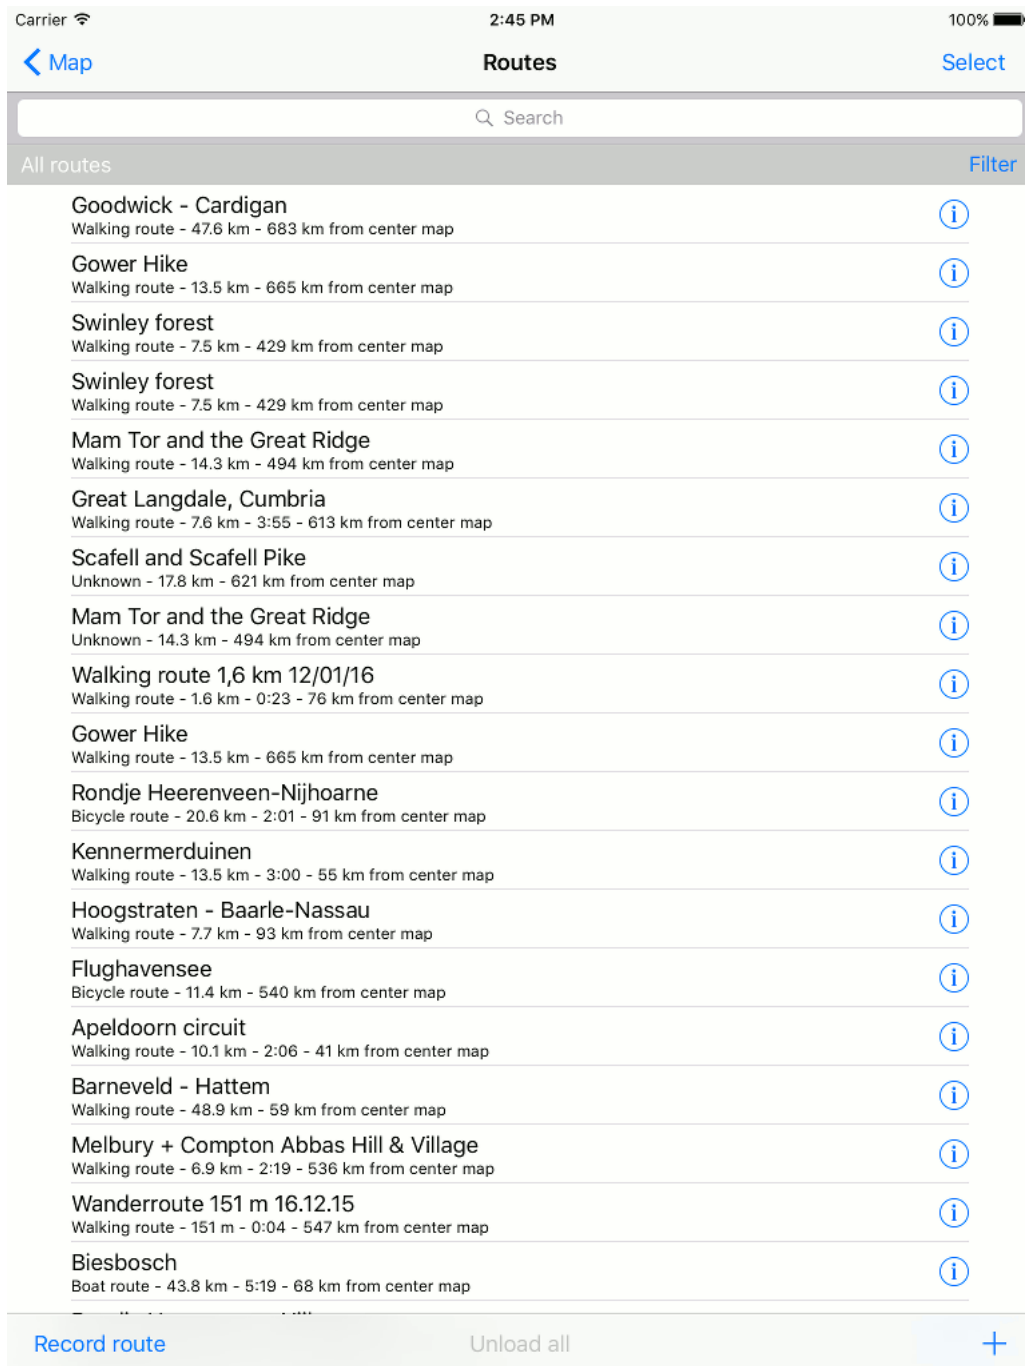 Carrier
2:45 PM
100%
Map
Routes
Select
Search
All routes
Filter
Goodwick - Cardigan
Walking route - 47.6 km - 683 km from center map
Gower Hike
Walking route - 13.5 km - 665 km from center map
Swinley forest
Walking route - 7.5 km - 429 km from center map
Swinley forest
Walking route - 7.5 km - 429 km from center map
Mam Tor and the Great Ridge
Walking route - 14.3 km - 494 km from center map
Great Langdale, Cumbria
Walking route - 7.6 km - 3:55 - 613 km from center map
Scafell and Scafell Pike
Unknown - 17.8 km - 621 km from center map
Mam Tor and the Great Ridge
Unknown - 14.3 km - 494 km from center map
Walking route 1,6 km 12/01/16
Walking route - 1.6 km - 0:23 - 76 km from center map
Gower Hike
Walking route - 13.5 km - 665 km from center map
Rondje Heerenveen-Nijhoarne
Bicycle route - 20.6 km - 2:01 - 91 km from center map
Kennermerduinen
Walking route - 13.5 km - 3:00 - 55 km from center map
Hoogstraten - Baarle-Nassau
Walking route - 7.7 km - 93 km from center map
Flughavensee
Bicycle route - 11.4 km - 540 km from center map
Apeldoorn circuit
Walking route - 10.1 km - 2:06 - 41 km from center map
Barneveld - Hattem
Walking route - 48.9 km - 59 km from center map
Melbury + Compton Abbas Hill & Village
Walking route - 6.9 km - 2:19 - 536 km from center map
Wanderroute 151 m 16.12.15
Walking route - 151 m - 0:04 - 547 km from center map
Biesbosch
Boat route - 43.8 km - 5:19 - 68 km from center map
Record route
Unload all